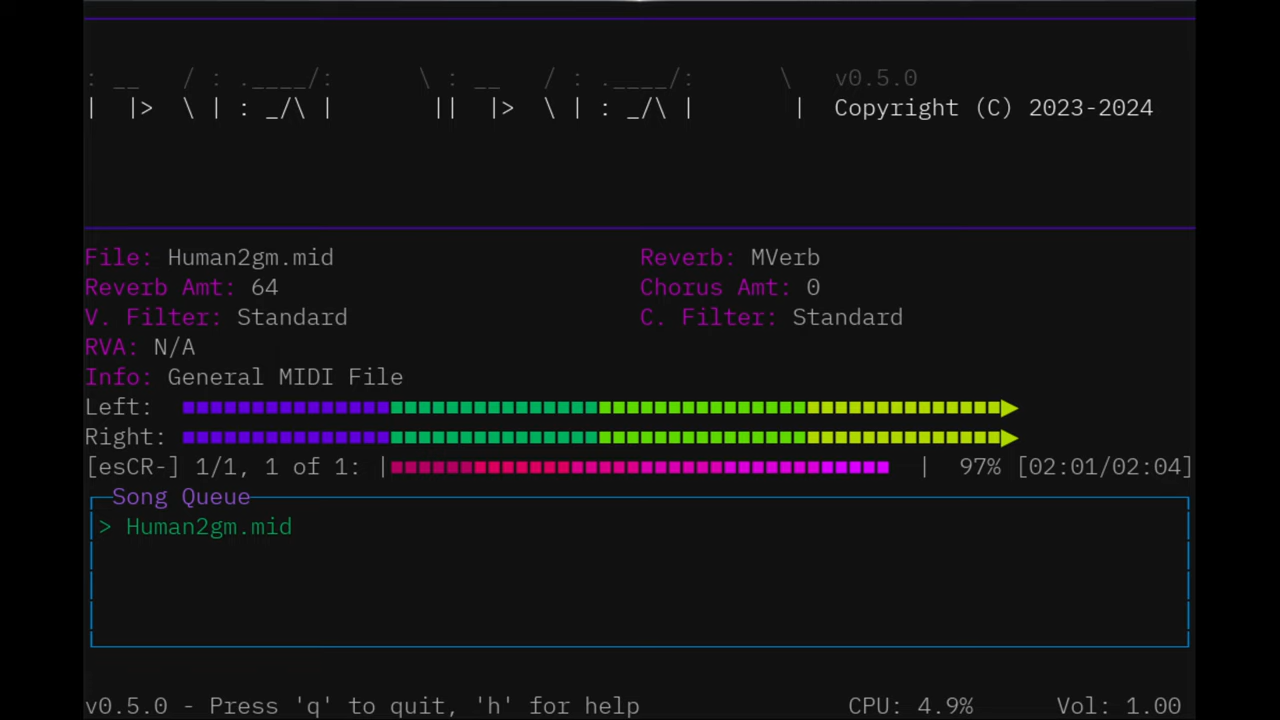 : __   / : .____/:      \ : __   / : .____/:      \   v0.5.0
|  |>  \ | : _/\ |       ||  |>  \ | : _/\ |       |  Copyright (C) 2023-2024
File: Human2gm.mid Reverb: MVerb
Reverb Amt: 64 Chorus Amt: 0
V. Filter: Standard C. Filter: Standard
RVA: N/A
Info: General MIDI File
Left:
Right:
[esCR-] 1/1, 1 of 1: | | 97% [02:01/02:04]
Song Queue
> Human2gm.mid
v0.5.0 - Press 'q' to quit, 'h' for help CPU: 4.9% Vol: 1.00